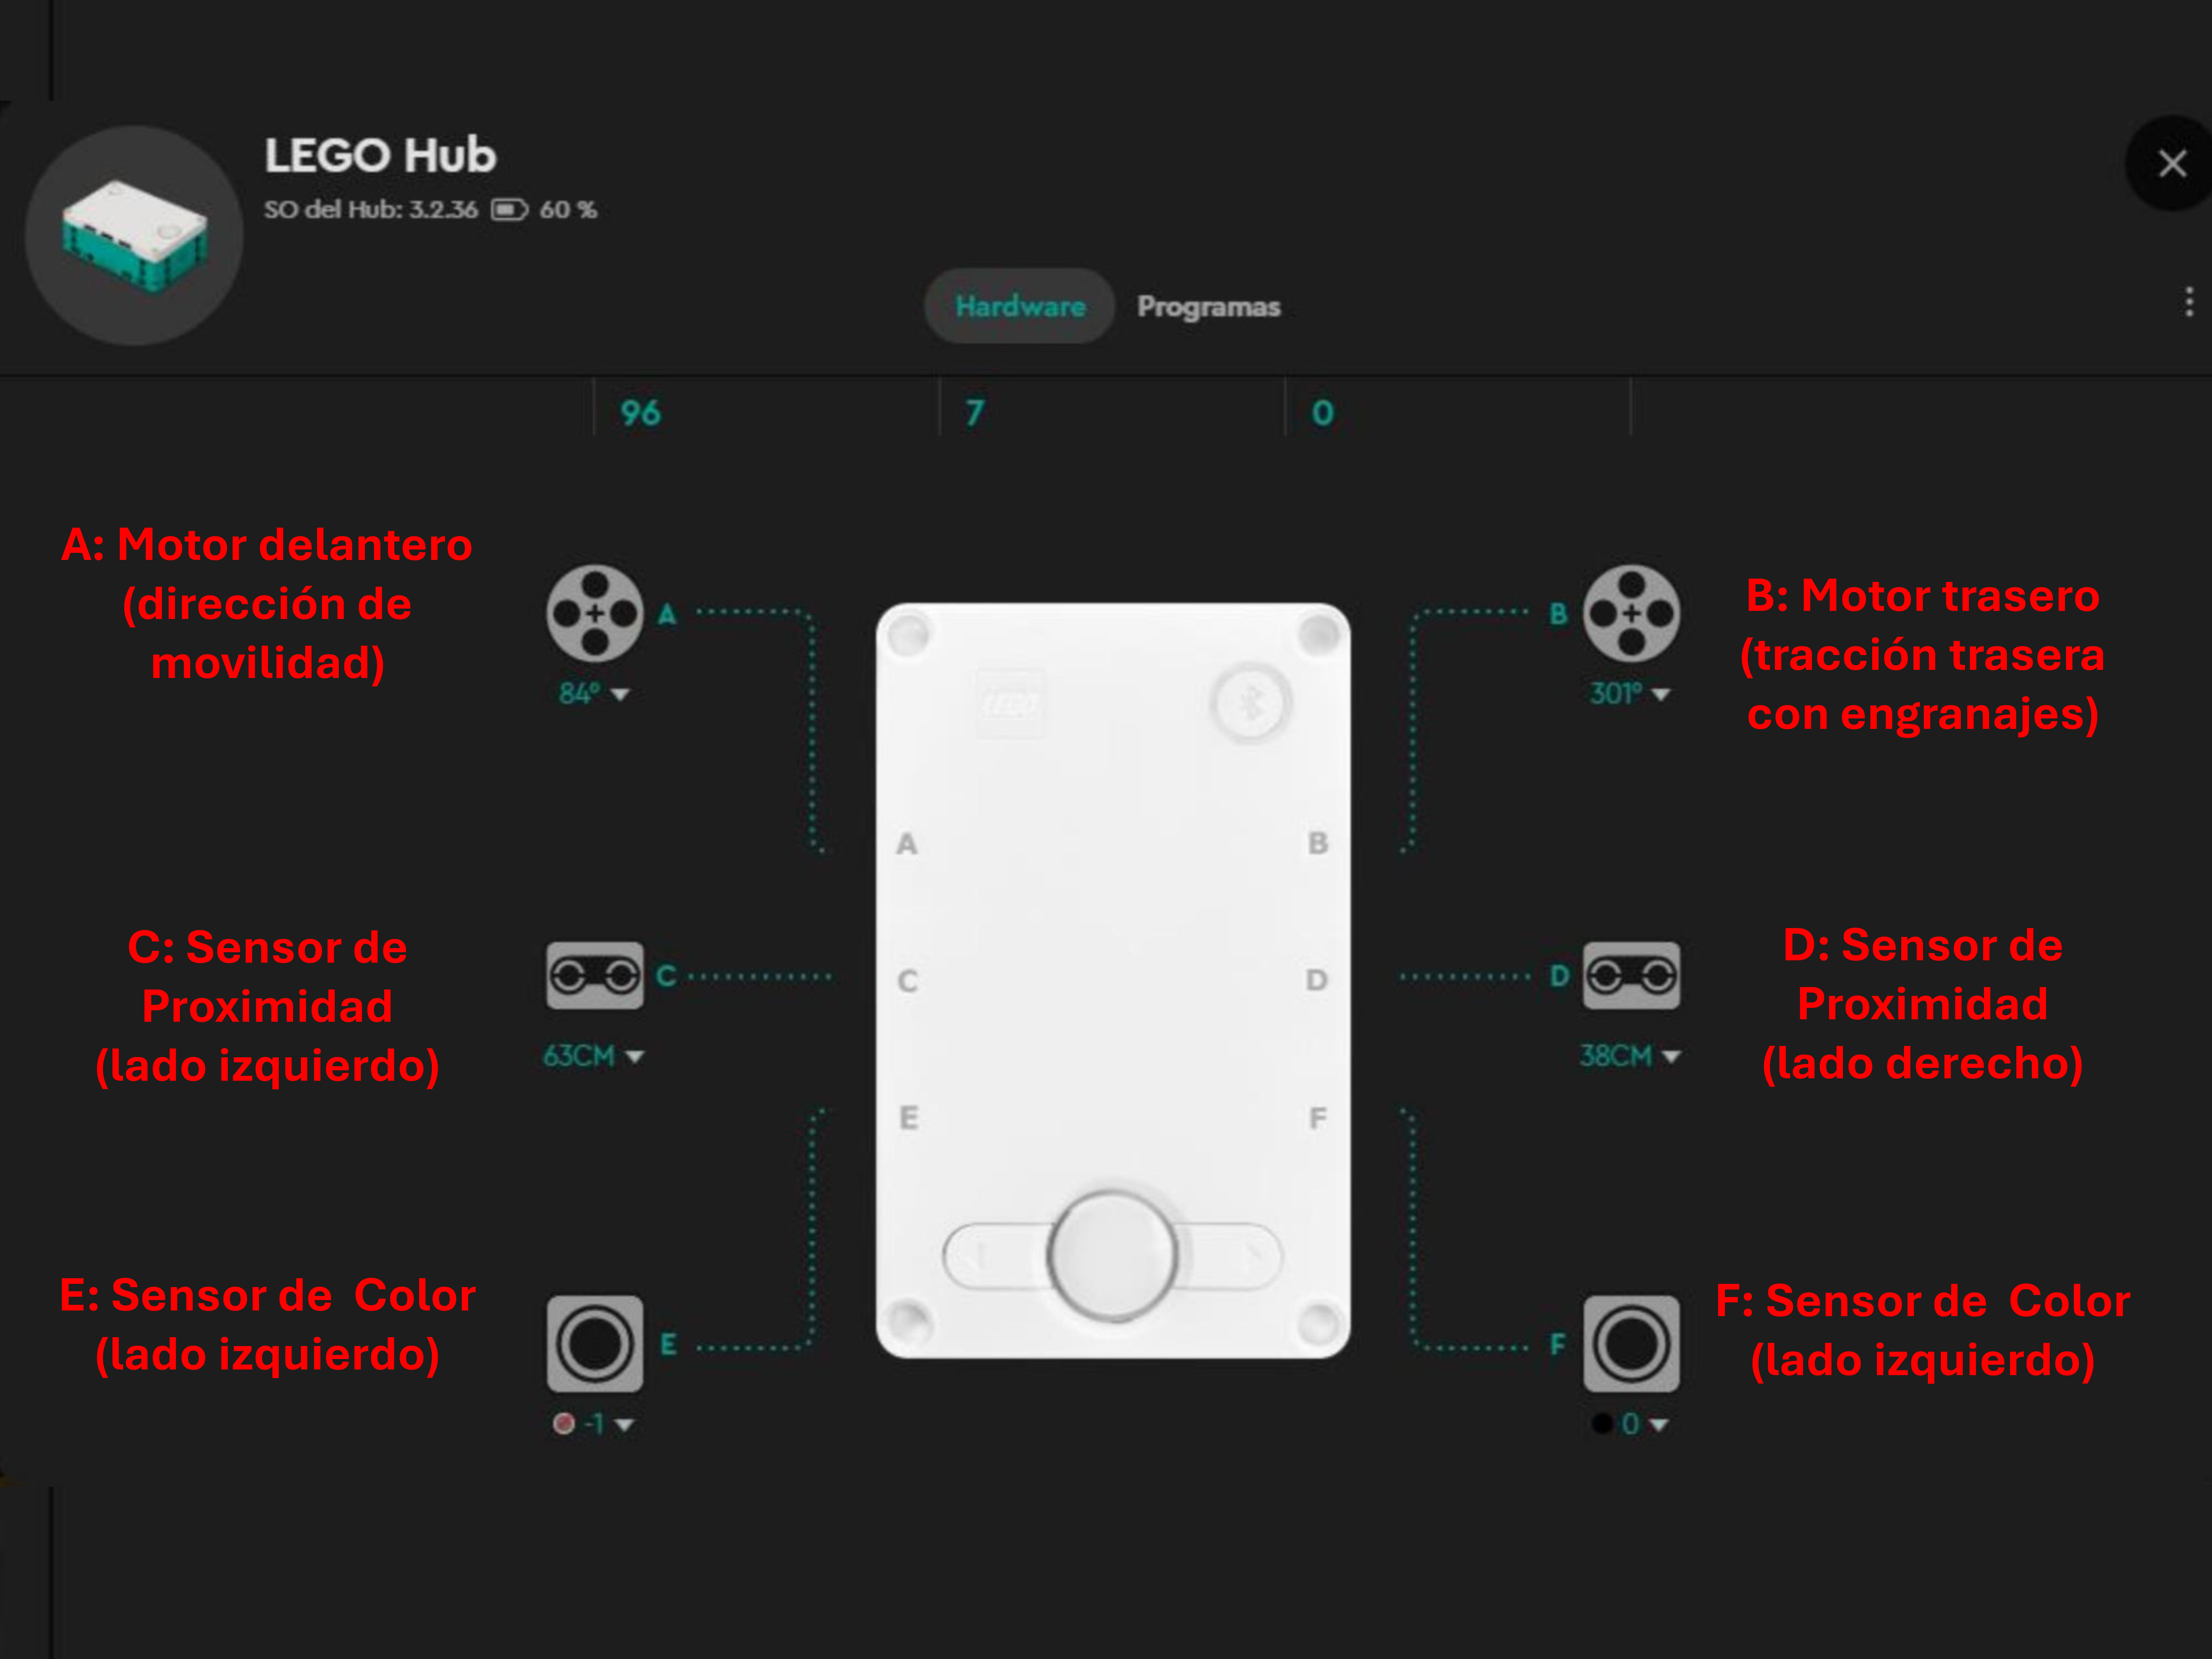 LEGO Hub
SO del Hub: 3.2.36 60 %
Hardware Programas
96 7 0
A: Motor delantero
(dirección de
movilidad)
A
84°
B
301°
B: Motor trasero
(tracción trasera
con engranajes)
LEGO
A B
C: Sensor de
Proximidad
(lado izquierdo)
C
63CM
C D
D
38CM
D: Sensor de
Proximidad
(lado derecho)
E F
E: Sensor de  Color
(lado izquierdo)
E
-1
F
0
F: Sensor de  Color
(lado izquierdo)